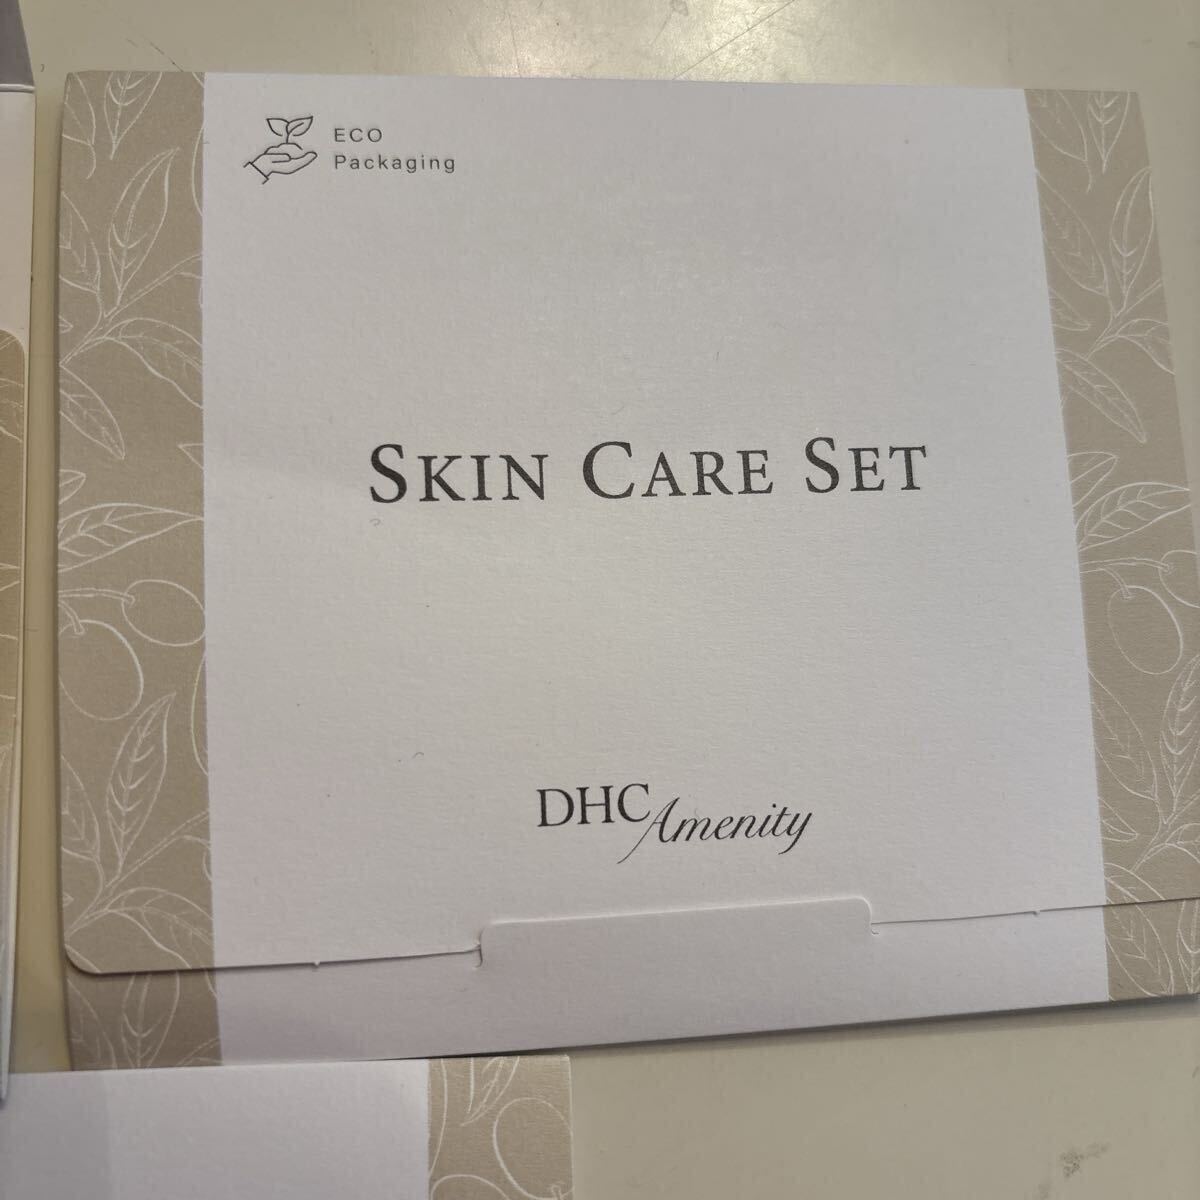 ECO
Packaging
SKIN CARE SET
DHC Amenity